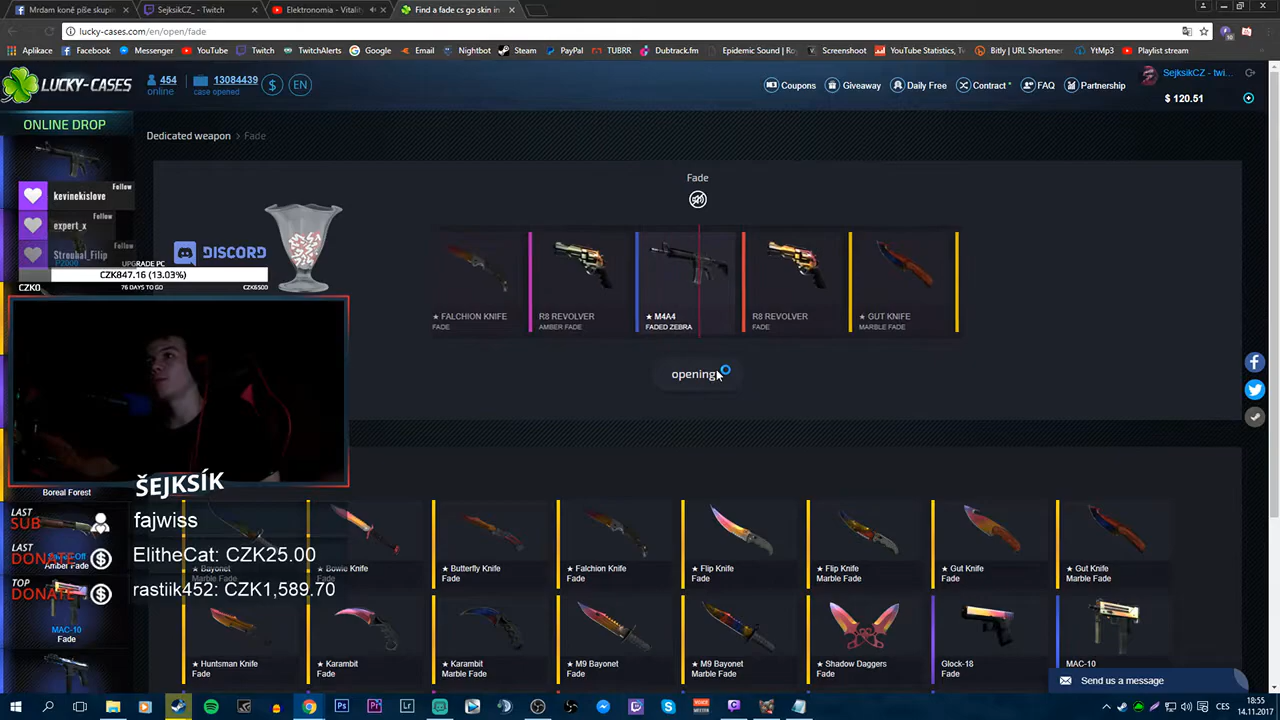 Mrdam koně píše skupiny
SejksikCZ_ - Twitch
Elektronomia - Vitalit
Find a fade cs go skin in
lucky-cases.com/en/open/fade
Aplikace
Facebook
Messenger
YouTube
Twitch
TwitchAlerts
Google
Email
Nightbot
Steam
PayPal
TUBRR
Dubtrack.fm
Epidemic Sound
Screenshoot
YouTube Statistics, Tw
Bitly | URL Shortener
YtMp3
Playlist stream
LUCKY-CASES
454
online
13084439
case opened
$
EN
Coupons
Giveaway
Daily Free
Contract*
FAQ
Partnership
SejksikCZ - twi...
$ 120.51
ONLINE DROP
Dedicated weapon > Fade
Fade
kevinekislove
Follow
expert_x
Follow
Strouhal_Filip
Follow
DISCORD
UPGRADE PC
CZK847.16 (13.03%)
CZK0
76 DAYS TO GO
CZK6500
★ FALCHION KNIFE
FADE
R8 REVOLVER
AMBER FADE
★ M4A4
FADED ZEBRA
R8 REVOLVER
FADE
★ GUT KNIFE
MARBLE FADE
opening
Boreal Forest
ŠEJKSÍK
LAST
SUB
fajwiss
LAST
DONATE
ElitheCat: CZK25.00
Amber Fade
TOP
DONATE
rastiik452: CZK1,589.70
MAC-10
Fade
★ Bayonet
Marble Fade
★ Bowie Knife
Fade
★ Butterfly Knife
Fade
★ Falchion Knife
Fade
★ Flip Knife
Fade
★ Flip Knife
Marble Fade
★ Gut Knife
Fade
★ Gut Knife
Marble Fade
★ Huntsman Knife
Fade
★ Karambit
Fade
★ Karambit
Marble Fade
★ M9 Bayonet
Fade
★ M9 Bayonet
Marble Fade
★ Shadow Daggers
Fade
Glock-18
Fade
MAC-10
Send us a message
CES
18:55
14.11.2017